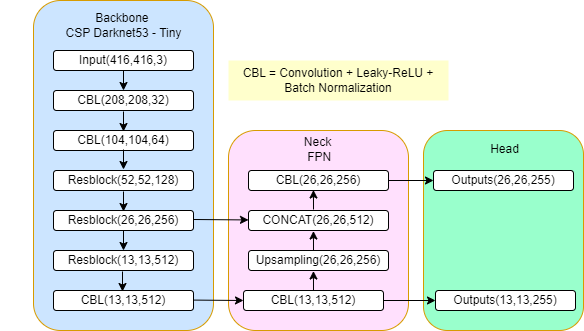 Backbone
CSP Darknet53 - Tiny
Input(416,416,3)
CBL(208,208,32)
CBL(104,104,64)
Resblock(52,52,128)
Resblock(26,26,256)
Resblock(13,13,512)
CBL(13,13,512)
CBL = Convolution + Leaky-ReLU +
Batch Normalization
Neck
FPN
CBL(26,26,256)
CONCAT(26,26,512)
Upsampling(26,26,256)
CBL(13,13,512)
Head
Outputs(26,26,255)
Outputs(13,13,255)